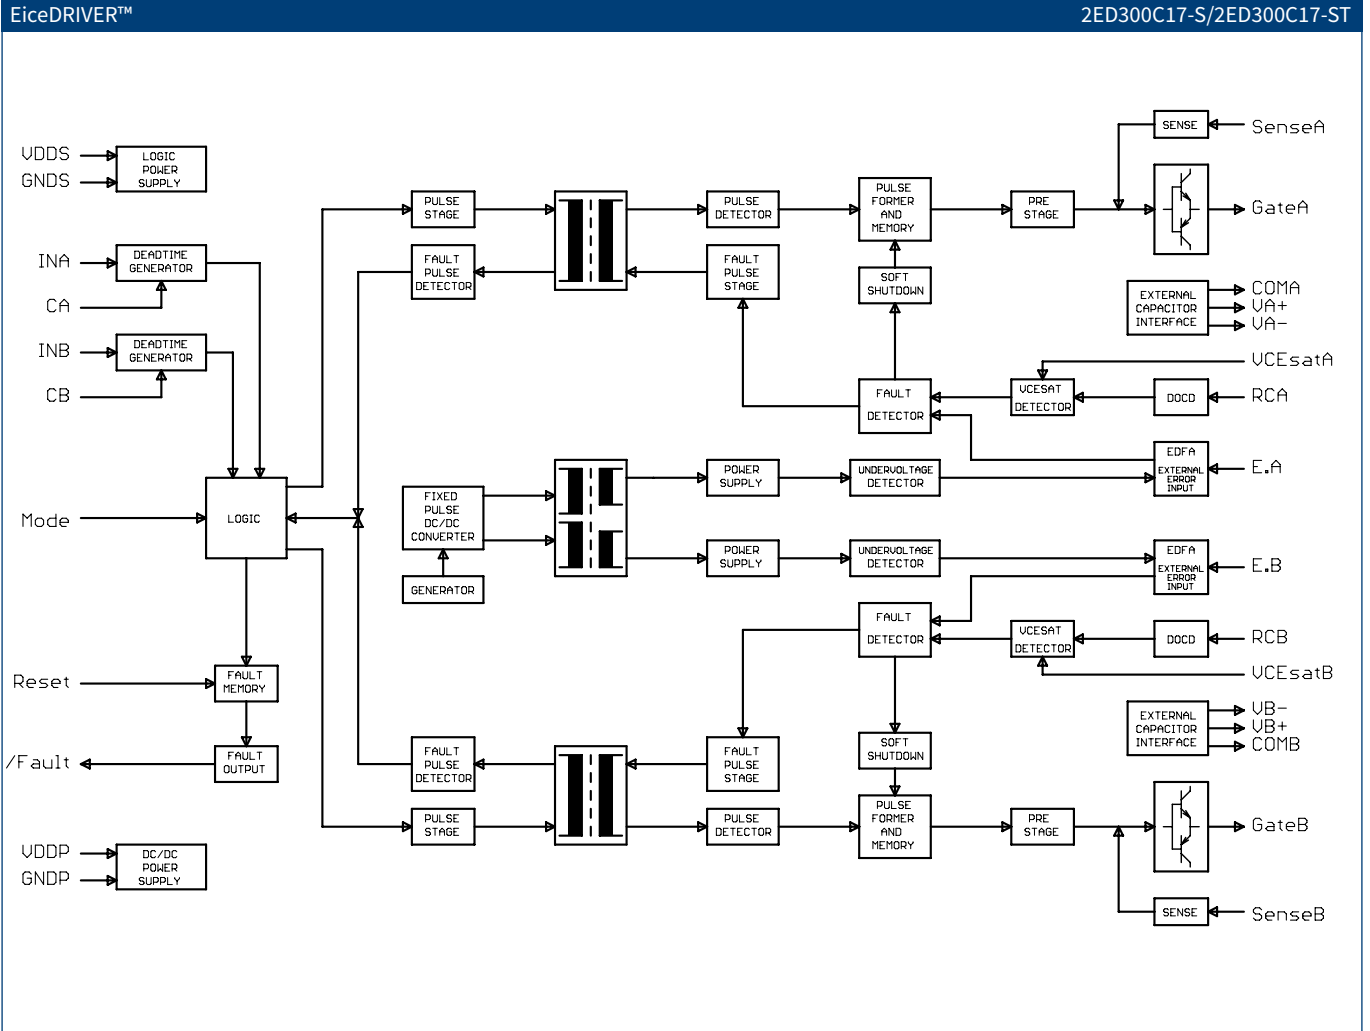 EiceDRIVER™
2ED300C17-S/2ED300C17-ST
SENSE
SenseA
VDDS
GNDS
LOGIC
POWER
SUPPLY
PULSE
STAGE
PULSE
DETECTOR
PULSE
FORMER
AND
MEMORY
PRE
STAGE
GateA
INA
CA
DEADTIME
GENERATOR
FAULT
PULSE
DETECTOR
FAULT
PULSE
STAGE
SOFT
SHUTDOWN
EXTERNAL
CAPACITOR
INTERFACE
COMA
VA+
VA-
INB
CB
DEADTIME
GENERATOR
VCEsatA
FAULT
DETECTOR
VCESAT
DETECTOR
DOCD
RCA
EDFA
EXTERNAL
ERROR
INPUT
E.A
Mode
LOGIC
FIXED
PULSE
DC/DC
CONVERTER
POWER
SUPPLY
UNDERVOLTAGE
DETECTOR
GENERATOR
POWER
SUPPLY
UNDERVOLTAGE
DETECTOR
EDFA
EXTERNAL
ERROR
INPUT
E.B
FAULT
DETECTOR
VCESAT
DETECTOR
DOCD
RCB
VCEsatB
Reset
FAULT
MEMORY
EXTERNAL
CAPACITOR
INTERFACE
VB-
VB+
COMB
/Fault
FAULT
OUTPUT
FAULT
PULSE
DETECTOR
FAULT
PULSE
STAGE
SOFT
SHUTDOWN
PULSE
STAGE
PULSE
DETECTOR
PULSE
FORMER
AND
MEMORY
PRE
STAGE
GateB
VDDP
GNDP
DC/DC
POWER
SUPPLY
SENSE
SenseB